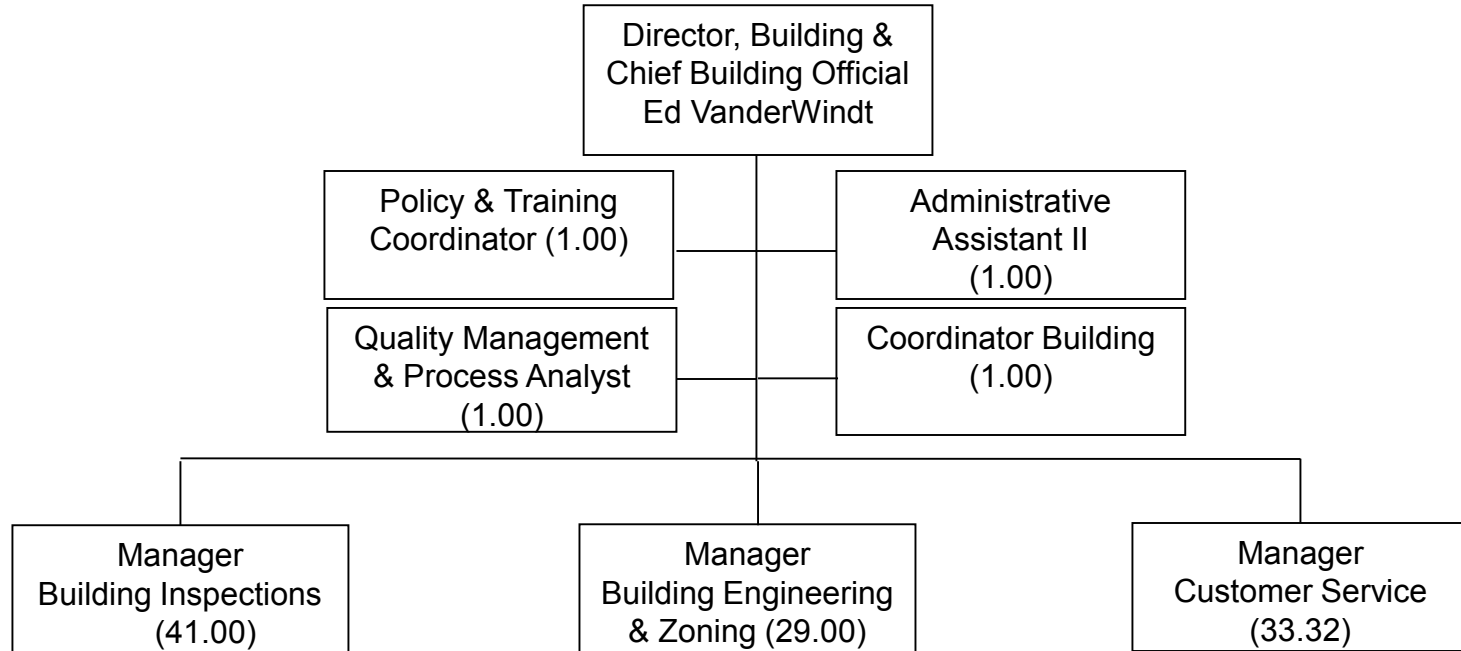 Director, Building &
Chief Building Official
Ed VanderWindt
Policy & Training
Coordinator (1.00)
Administrative
Assistant II
(1.00)
Quality Management
& Process Analyst
(1.00)
Coordinator Building
(1.00)
Manager
Building Inspections
(41.00)
Manager
Building Engineering
& Zoning (29.00)
Manager
Customer Service
(33.32)